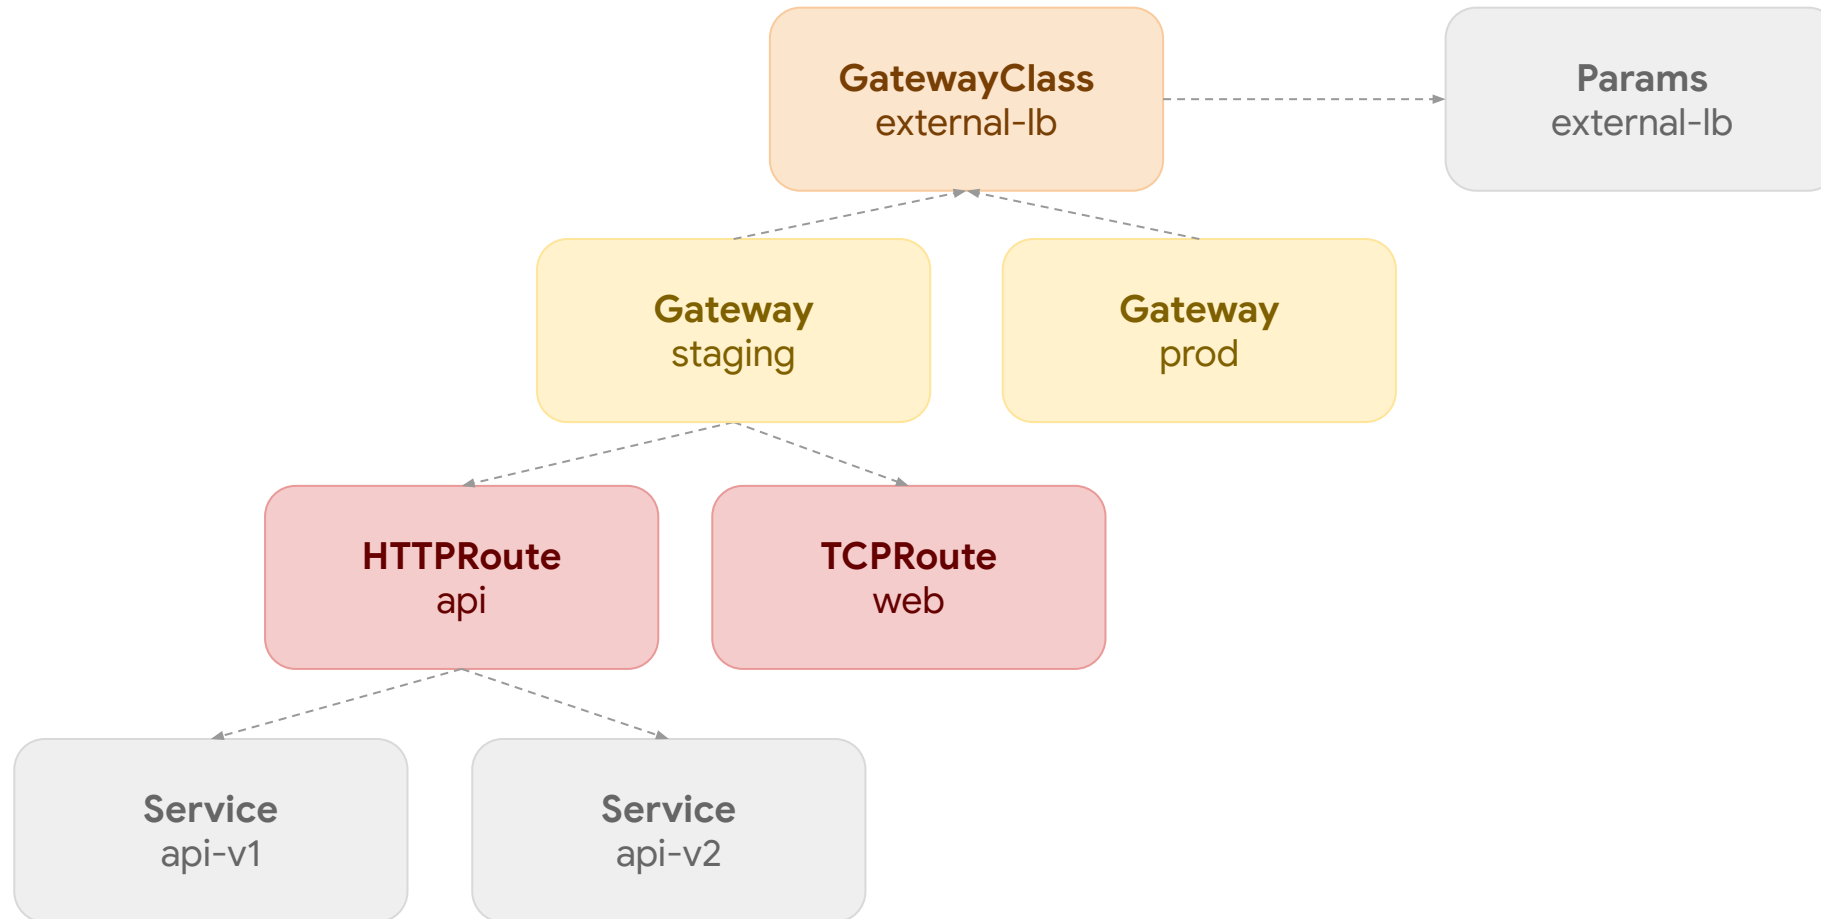 GatewayClass
external-lb
Params
external-lb
Gateway
staging
Gateway
prod
HTTPRoute
api
TCPRoute
web
Service
api-v1
Service
api-v2